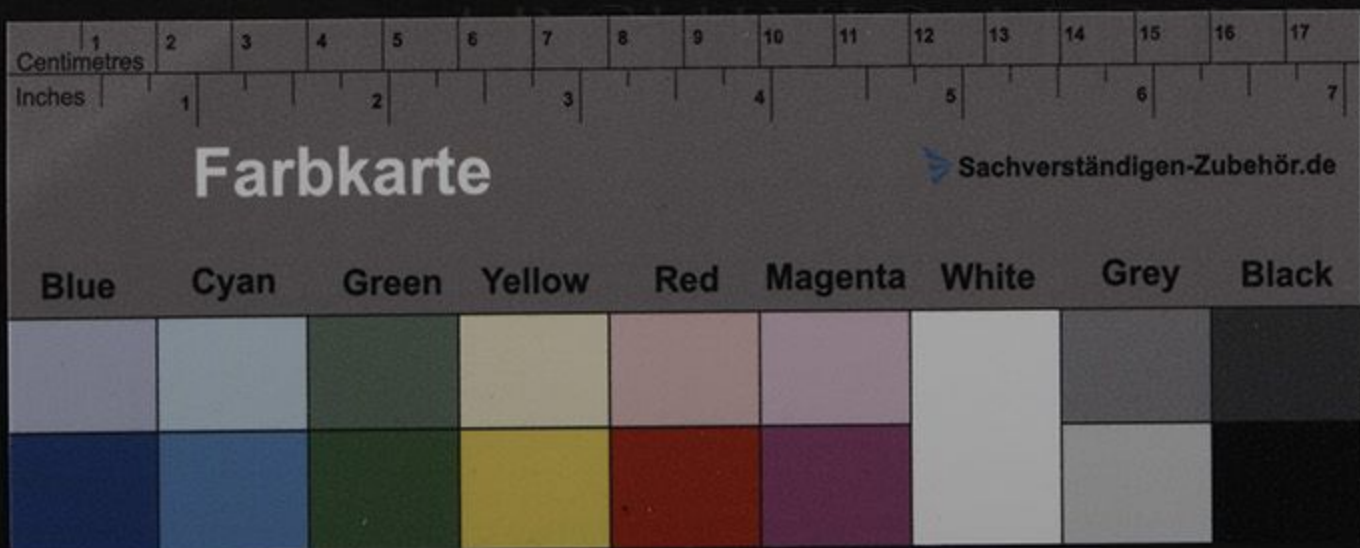 1 2 3 4 5 6 7 8 9 10 11 12 13 14 15 16 17
Centimetres
Inches 1 2 3 4 5 6 7
Farbkarte
Sachverständigen-Zubehör.de
Blue Cyan Green Yellow Red Magenta White Grey Black